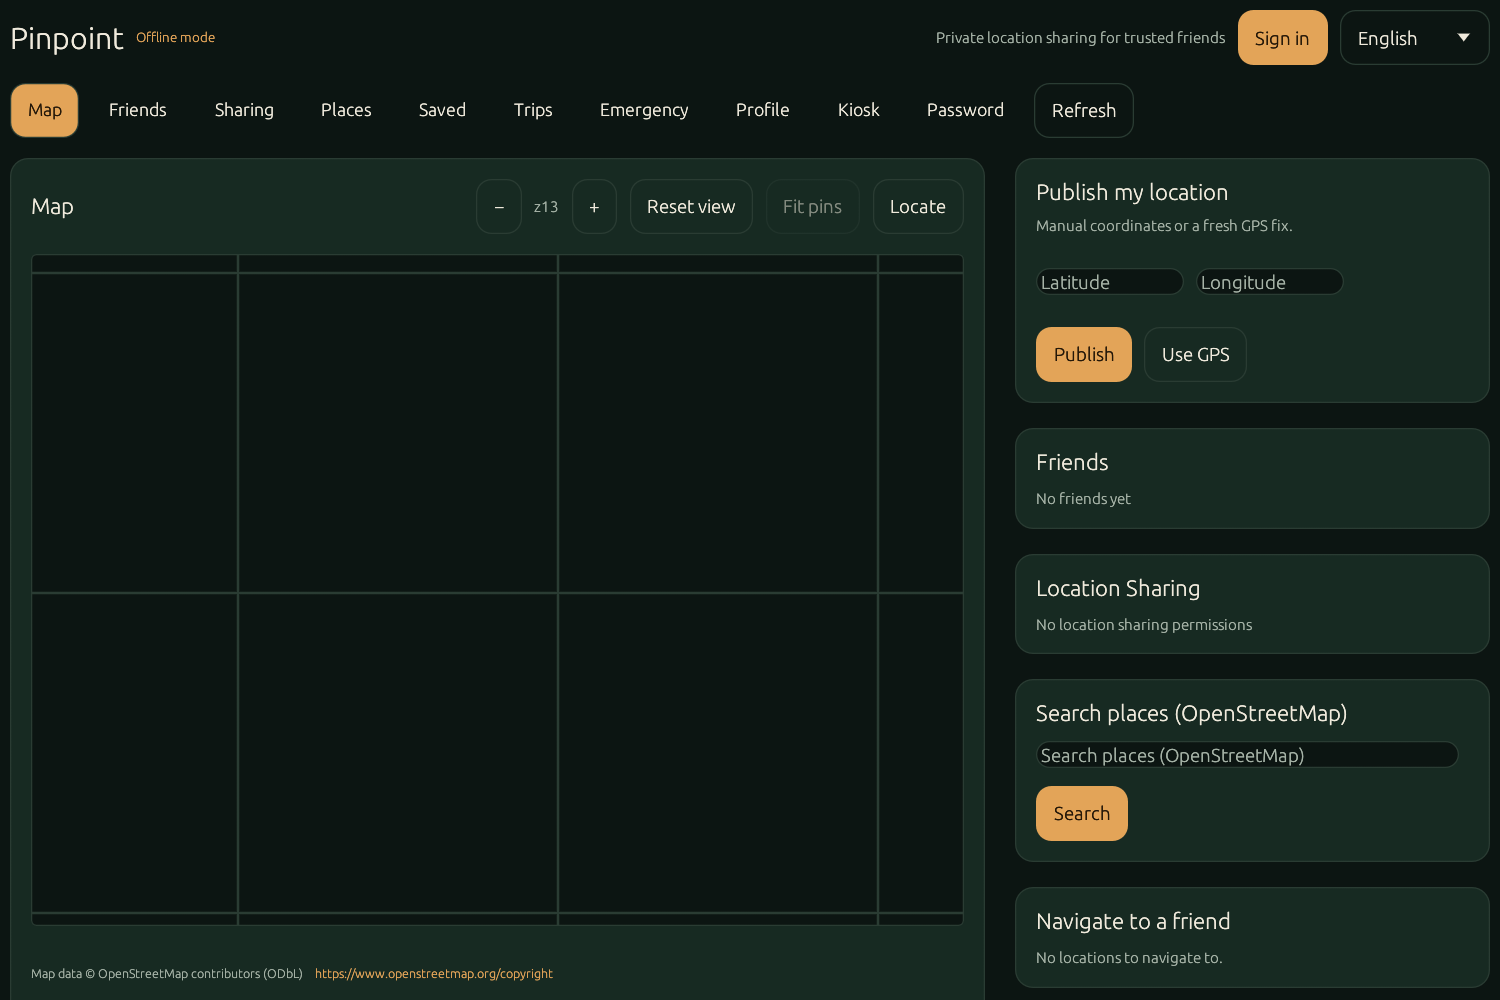 Pinpoint Offline mode
Private location sharing for trusted friends Sign in English
Map Friends Sharing Places Saved Trips Emergency Profile Kiosk Password Refresh
Map
− z13 + Reset view Fit pins Locate
Map data © OpenStreetMap contributors (ODbL) https://www.openstreetmap.org/copyright
Publish my location
Manual coordinates or a fresh GPS fix.
Latitude Longitude
Publish Use GPS
Friends
No friends yet
Location Sharing
No location sharing permissions
Search places (OpenStreetMap)
Search places (OpenStreetMap)
Search
Navigate to a friend
No locations to navigate to.